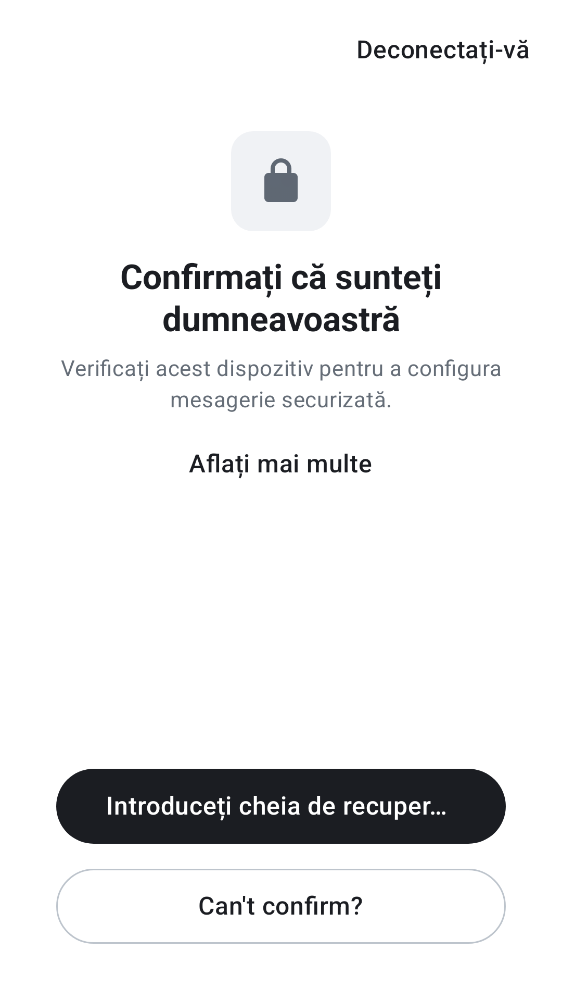 Deconectați-vă
Confirmați că sunteți
dumneavoastră
Verificați acest dispozitiv pentru a configura
mesagerie securizată.
Aflați mai multe
Introduceți cheia de recuper…
Can't confirm?